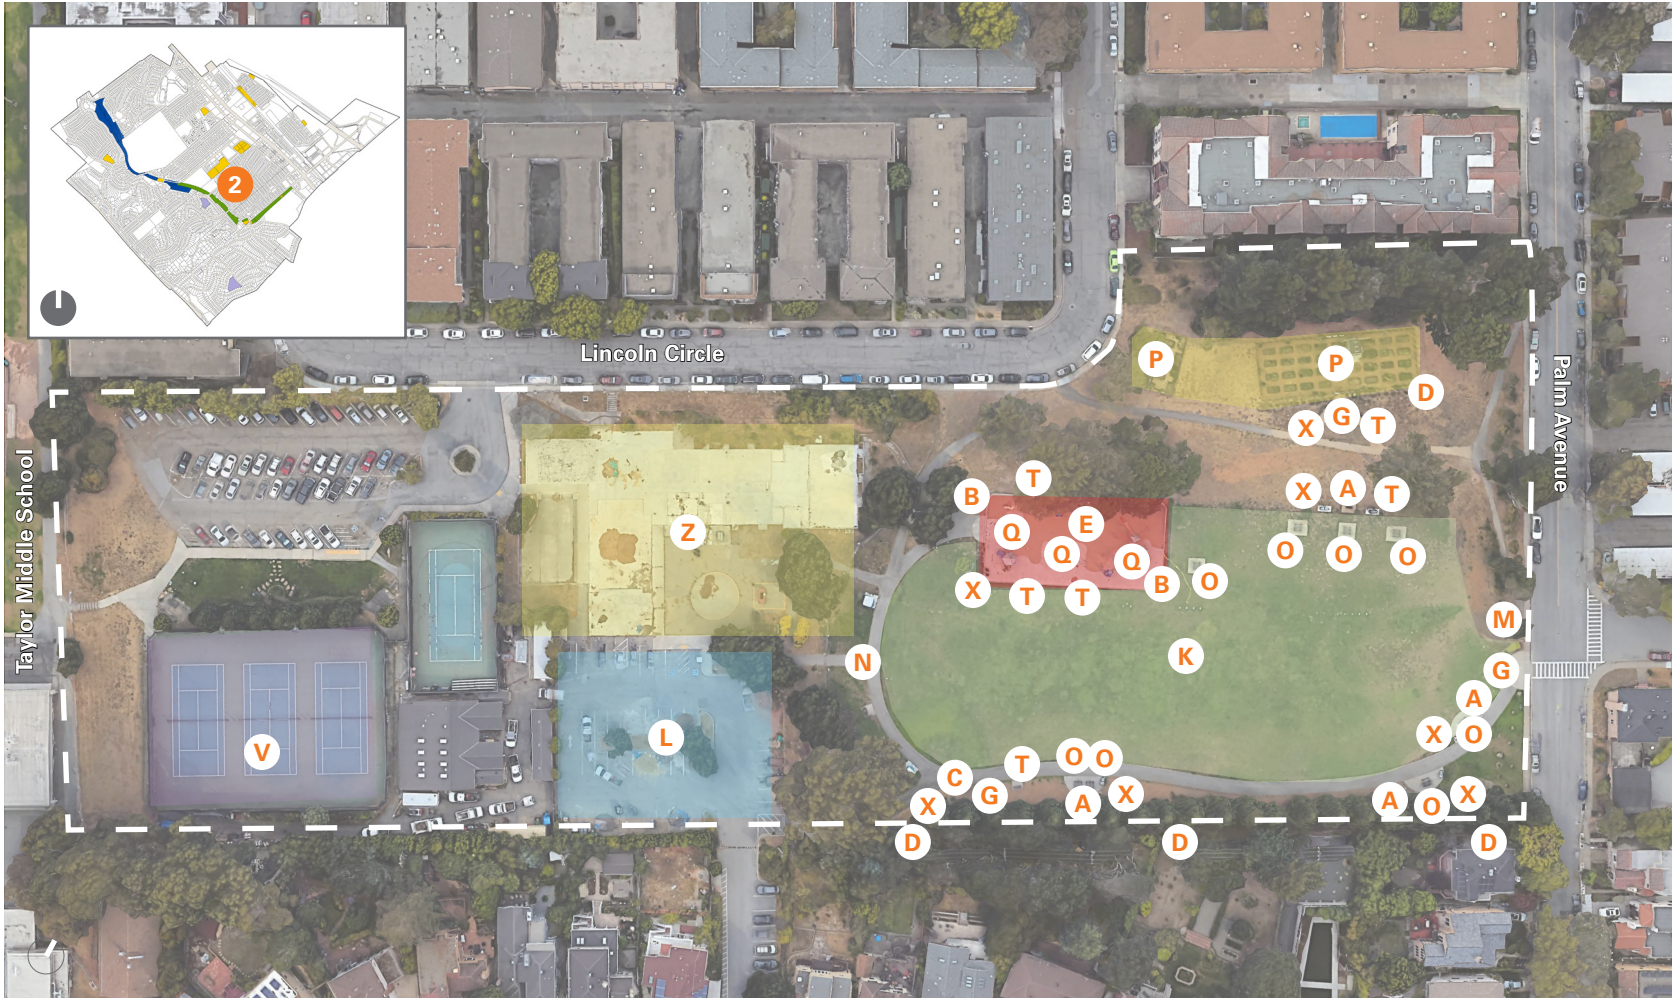 2
Lincoln Circle
Palm Avenue
Taylor Middle School
P
P
D
X
G
T
T
B
X
A
T
Q
E
Q
Q
B
Z
O
O
O
O
X
T
T
M
N
K
G
A
V
L
X
O
T
O
O
C
X
G
A
X
A
O
X
D
D
D